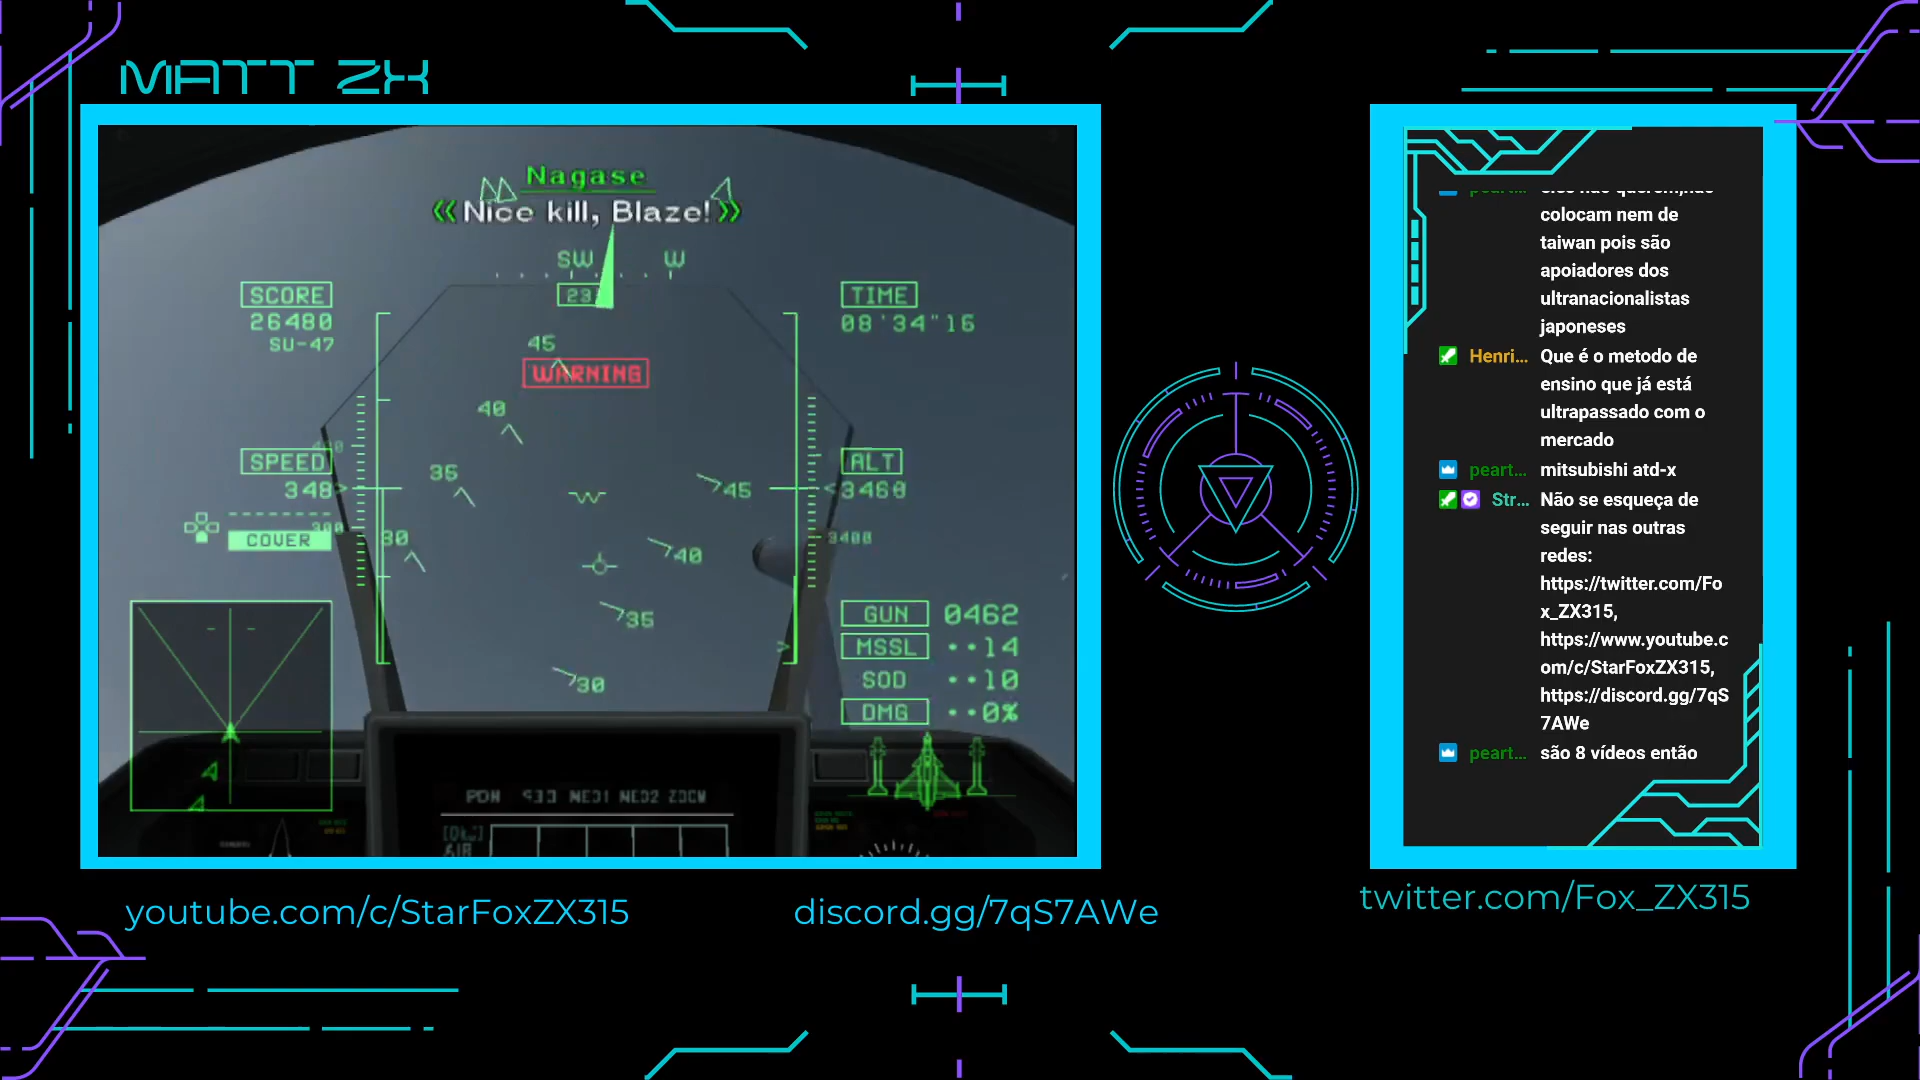 MATT ZX
Nagase
«Nice kill, Blaze!»
SW W
23
SCORE
26480
SU-47
TIME
08'34"16
45
WARNING
40
35
30
45
40
35
30
SPEED
348
COVER
ALT
3460
3400
GUN 0462
MSSL 14
SOD 10
DMG 0%
peart...
colocam nem de
taiwan pois são
apoiadores dos
ultranacionalistas
japoneses
Henri... Que é o metodo de
ensino que já está
ultrapassado com o
mercado
peart... mitsubishi atd-x
Str... Não se esqueça de
seguir nas outras
redes:
https://twitter.com/Fo
x_ZX315,
https://www.youtube.c
om/c/StarFoxZX315,
https://discord.gg/7qS
7AWe
peart... são 8 vídeos então
youtube.com/c/StarFoxZX315
discord.gg/7qS7AWe
twitter.com/Fox_ZX315